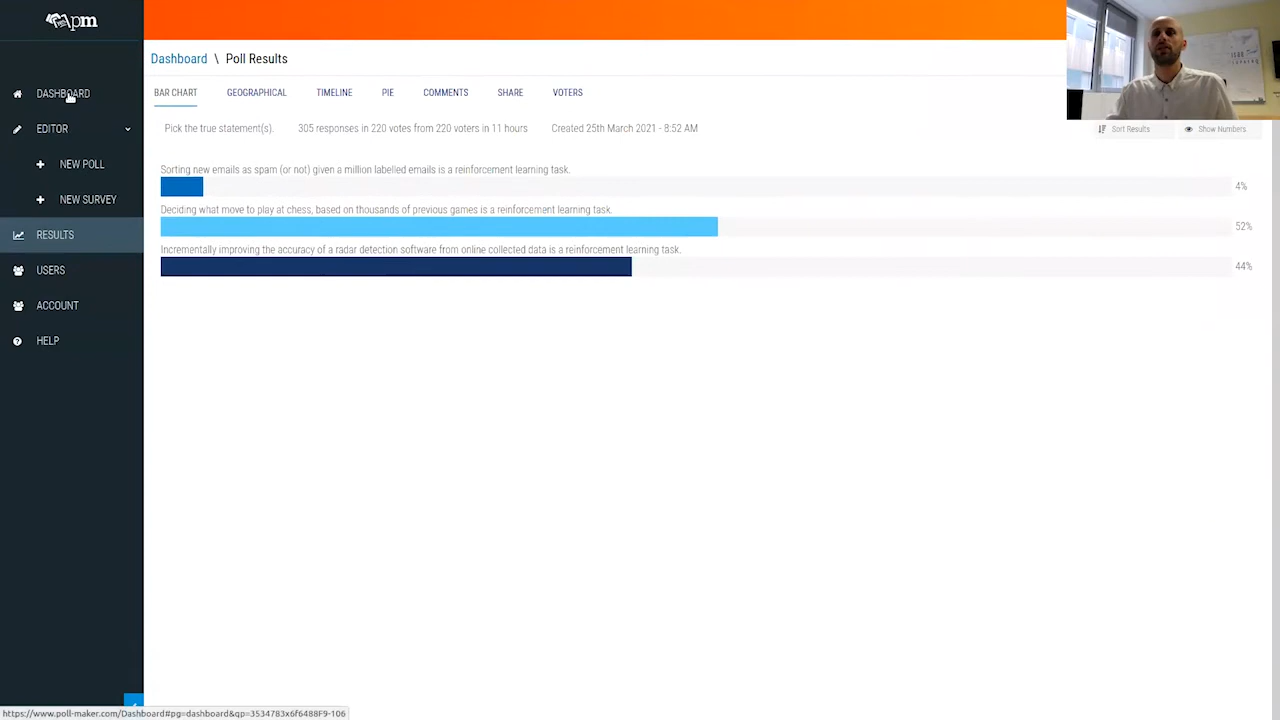 apm
Dashboard \ Poll Results
DASHBOARD
EDITOR
NEW POLL
NEW SURVEY
RESULTS
USERS
ACCOUNT
HELP
BAR CHART GEOGRAPHICAL TIMELINE PIE COMMENTS SHARE VOTERS
Pick the true statement(s). 305 responses in 220 votes from 220 voters in 11 hours Created 25th March 2021 - 8:52 AM Sort Results Show Numbers
Sorting new emails as spam (or not) given a million labelled emails is a reinforcement learning task.
4%
Deciding what move to play at chess, based on thousands of previous games is a reinforcement learning task.
52%
Incrementally improving the accuracy of a radar detection software from online collected data is a reinforcement learning task.
44%
https://www.poll-maker.com/Dashboard#pg=dashboard&qp=3534783x6f6488F9-106